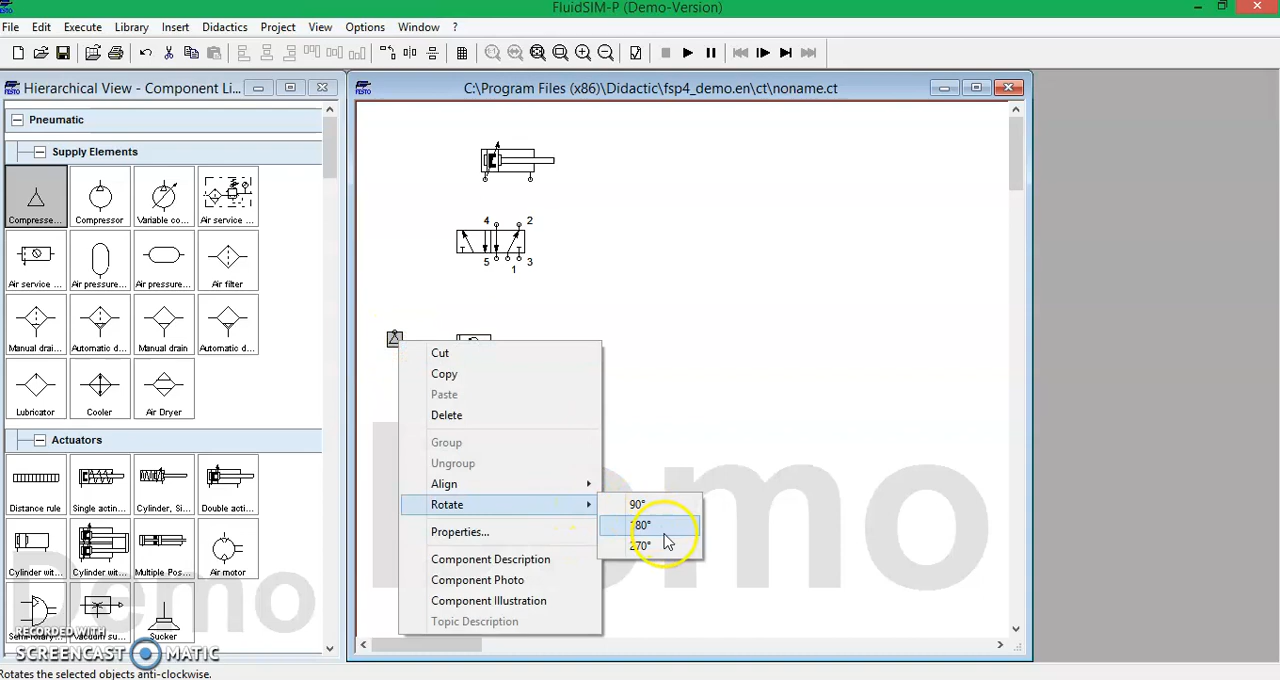 FluidSIM-P (Demo-Version)
File Edit Execute Library Insert Didactics Project View Options Window ?
Hierarchical View - Component Li...
C:\Program Files (x86)\Didactic\fsp4_demo.en\ct\noname.ct
Pneumatic
Supply Elements
Compresse... Compressor Variable co... Air service ...
Air service ... Air pressure... Air pressure... Air filter
Manual drai... Automatic d... Manual drain Automatic d...
Lubricator Cooler Air Dryer
Actuators
Distance rule Single actin... Cylinder, Si... Double acti...
Cylinder wit... Cylinder wit... Multiple Pos... Air motor
Semi-rotary... Vacuum su... Sucker
4 2
5 1 3
Cut
Copy
Paste
Delete
Group
Ungroup
Align
Rotate
Properties...
Component Description
Component Photo
Component Illustration
Topic Description
90°
180°
270°
Demo
Demo
RECORDED WITH
SCREENCAST MATIC
Rotates the selected objects anti-clockwise.